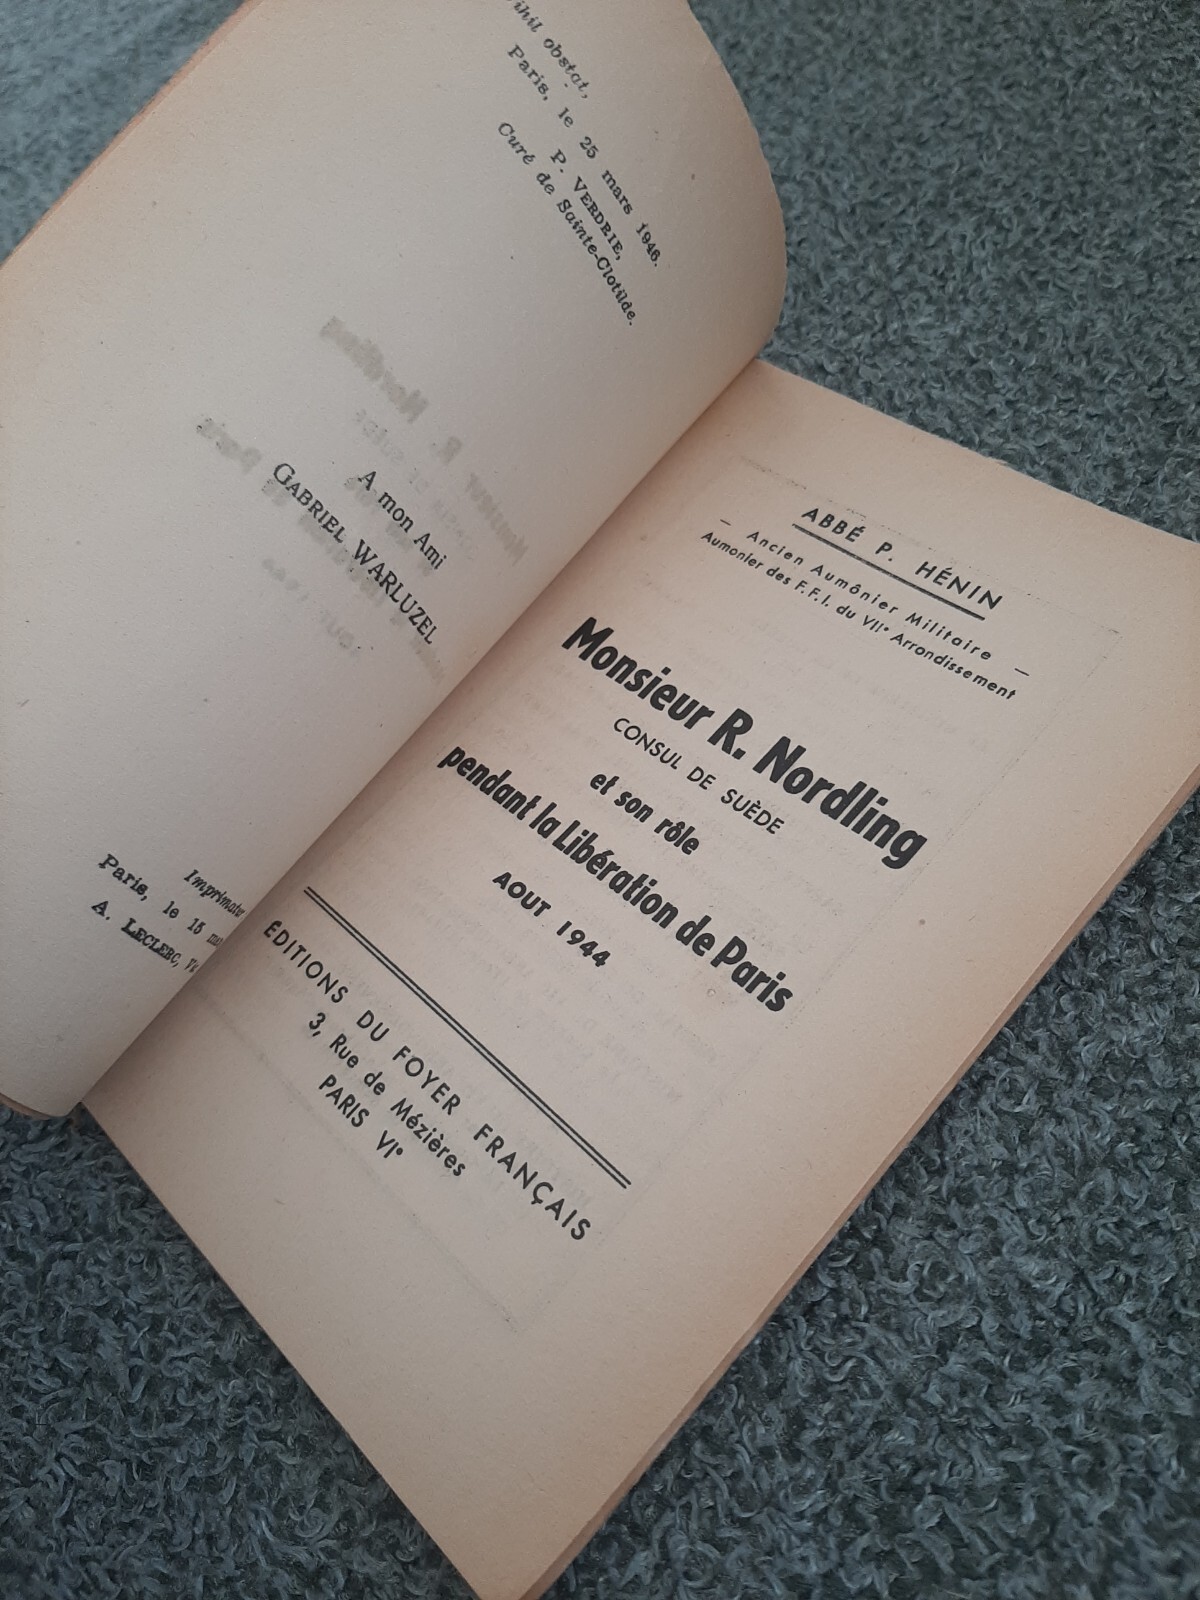 ihil obstat,
Paris, le 25 mars 1946.
P. VERDRIE,
Curé de Sainte-Clotilde.
A mon Ami
GABRIEL WARLUZEL
Imprimatur
Paris, le 15
A. LECLERC,
ABBÉ P. HÉNIN
— Ancien Aumônier Militaire —
Aumonier des F.F.I. du VIIe Arrondissement
Monsieur R. Nordling
CONSUL DE SUÈDE
et son rôle
pendant la Libération de Paris
AOUT 1944
EDITIONS DU FOYER FRANÇAIS
3, Rue de Mézières
PARIS VIe